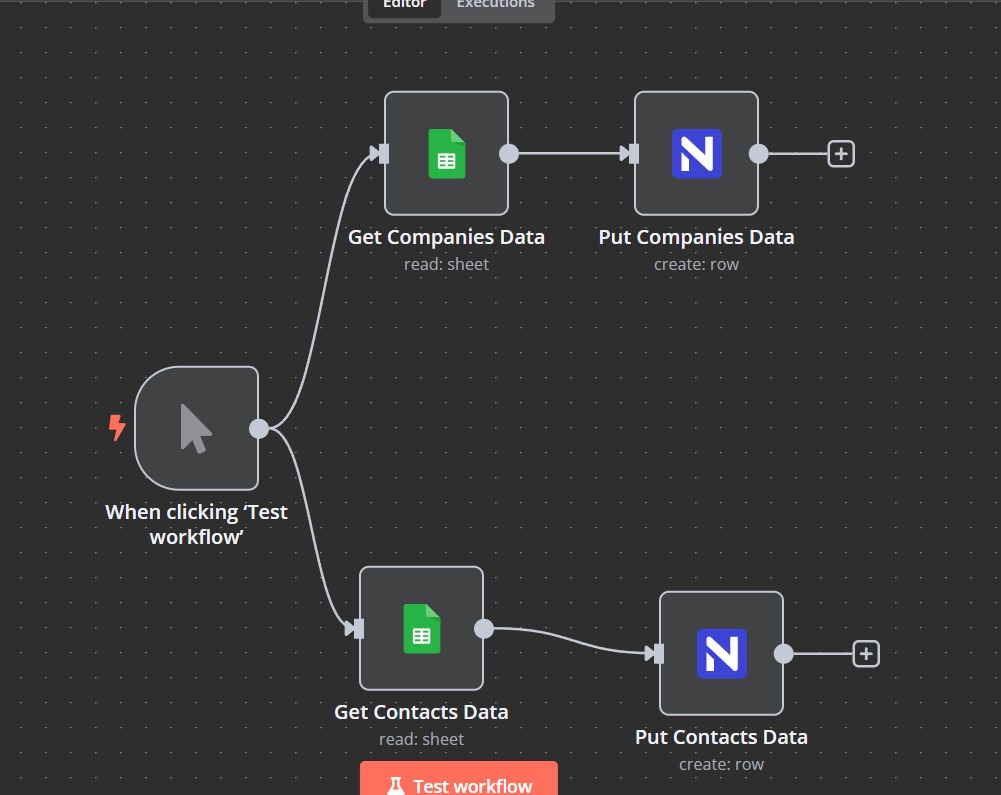 Editor Executions
Get Companies Data
read: sheet
Put Companies Data
create: row
When clicking ‘Test
workflow’
Get Contacts Data
read: sheet
Put Contacts Data
create: row
Test workflow